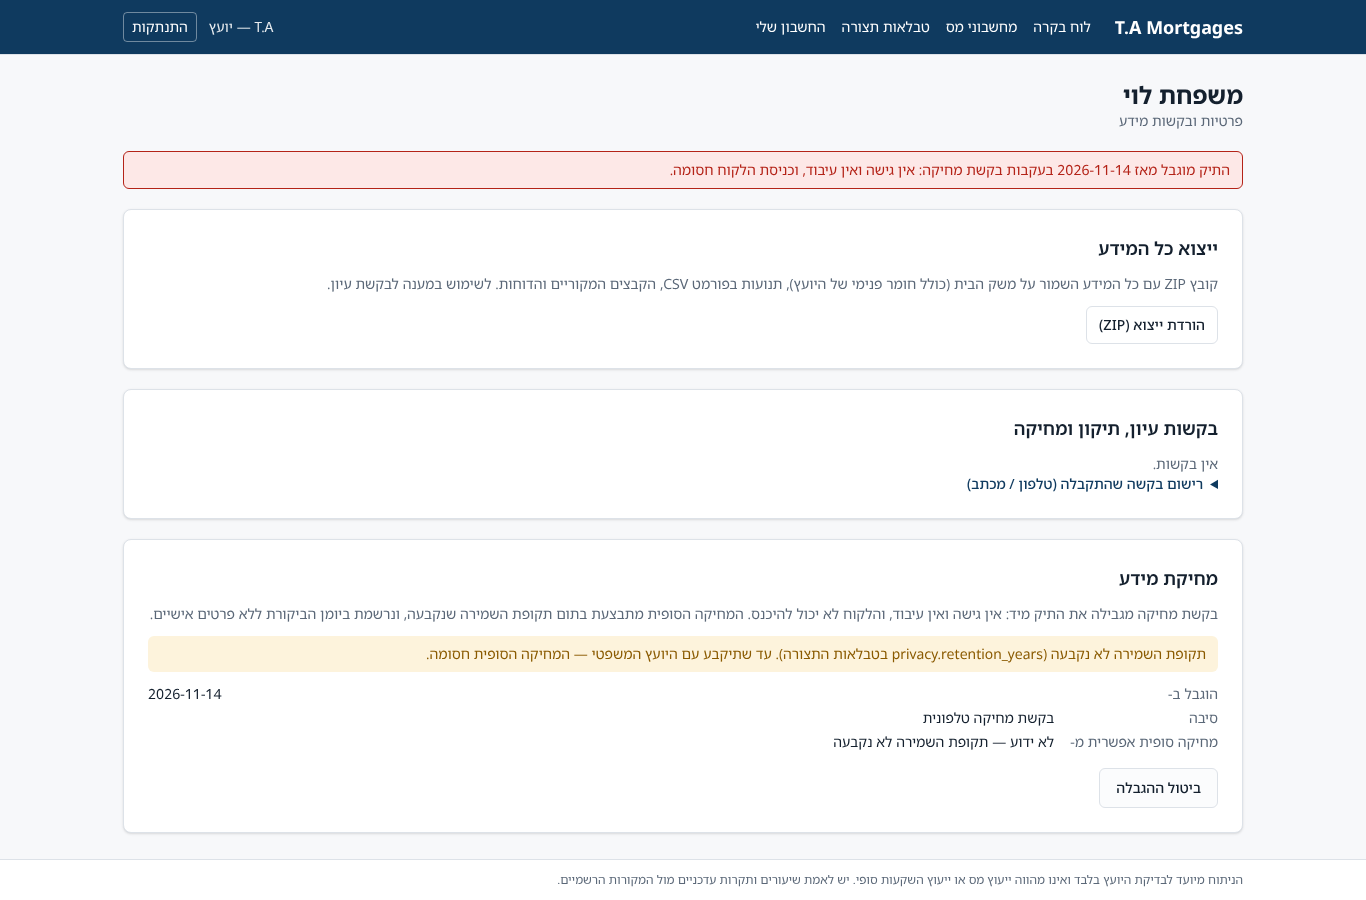 T.A Mortgages לוח בקרה מחשבוני מס טבלאות תצורה החשבון שלי T.A — יועץ התנתקות
משפחת לוי
פרטיות ובקשות מידע
התיק מוגבל מאז 2026-11-14 בעקבות בקשת מחיקה: אין גישה ואין עיבוד, וכניסת הלקוח חסומה.
ייצוא כל המידע
קובץ ZIP עם כל המידע השמור על משק הבית (כולל חומר פנימי של היועץ), תנועות בפורמט CSV, הקבצים המקוריים והדוחות. לשימוש במענה לבקשת עיון.
הורדת ייצוא (ZIP)
בקשות עיון, תיקון ומחיקה
אין בקשות.
◀ רישום בקשה שהתקבלה (טלפון / מכתב)
מחיקת מידע
בקשת מחיקה מגבילה את התיק מיד: אין גישה ואין עיבוד, והלקוח לא יכול להיכנס. המחיקה הסופית מתבצעת בתום תקופת השמירה שנקבעה, ונרשמת ביומן הביקורת ללא פרטים אישיים.
תקופת השמירה לא נקבעה (privacy.retention_years בטבלאות התצורה). עד שתיקבע עם היועץ המשפטי — המחיקה הסופית חסומה.
הוגבל ב- 2026-11-14
סיבה בקשת מחיקה טלפונית
מחיקה סופית אפשרית מ- לא ידוע — תקופת השמירה לא נקבעה
ביטול ההגבלה
הניתוח מיועד לבדיקת היועץ בלבד ואינו מהווה ייעוץ מס או ייעוץ השקעות סופי. יש לאמת שיעורים ותקרות עדכניים מול המקורות הרשמיים.